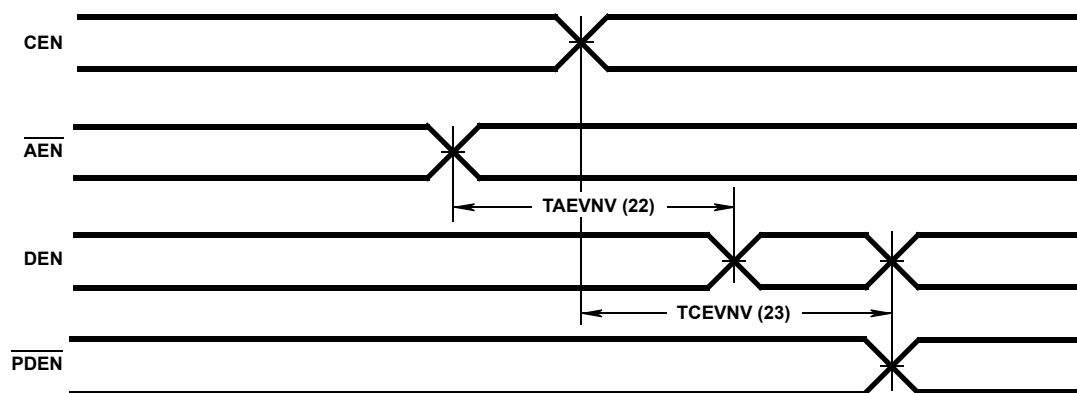 CEN
AEN
TAEVNV (22)
DEN
TCEVNV (23)
PDEN